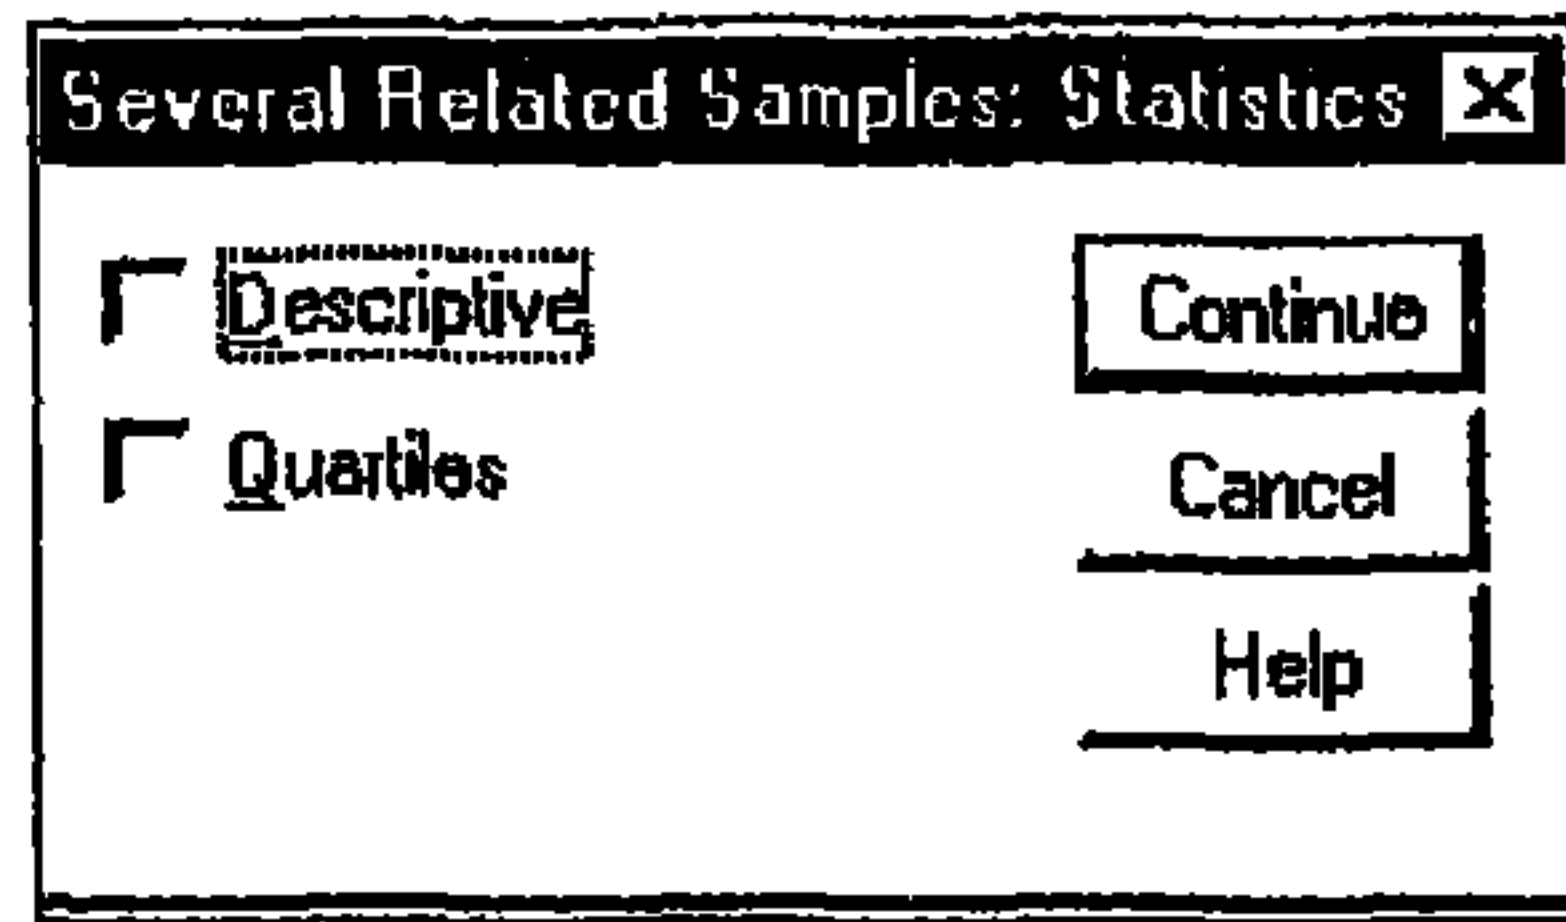 Several Related Samples: Statistics
Descriptive
Continue
Quartiles
Cancel
Help